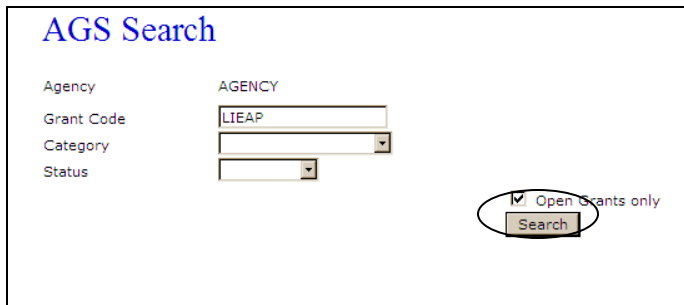 AGS Search
Agency AGENCY
Grant Code LIEAP
Category
Status
Open Grants only
Search